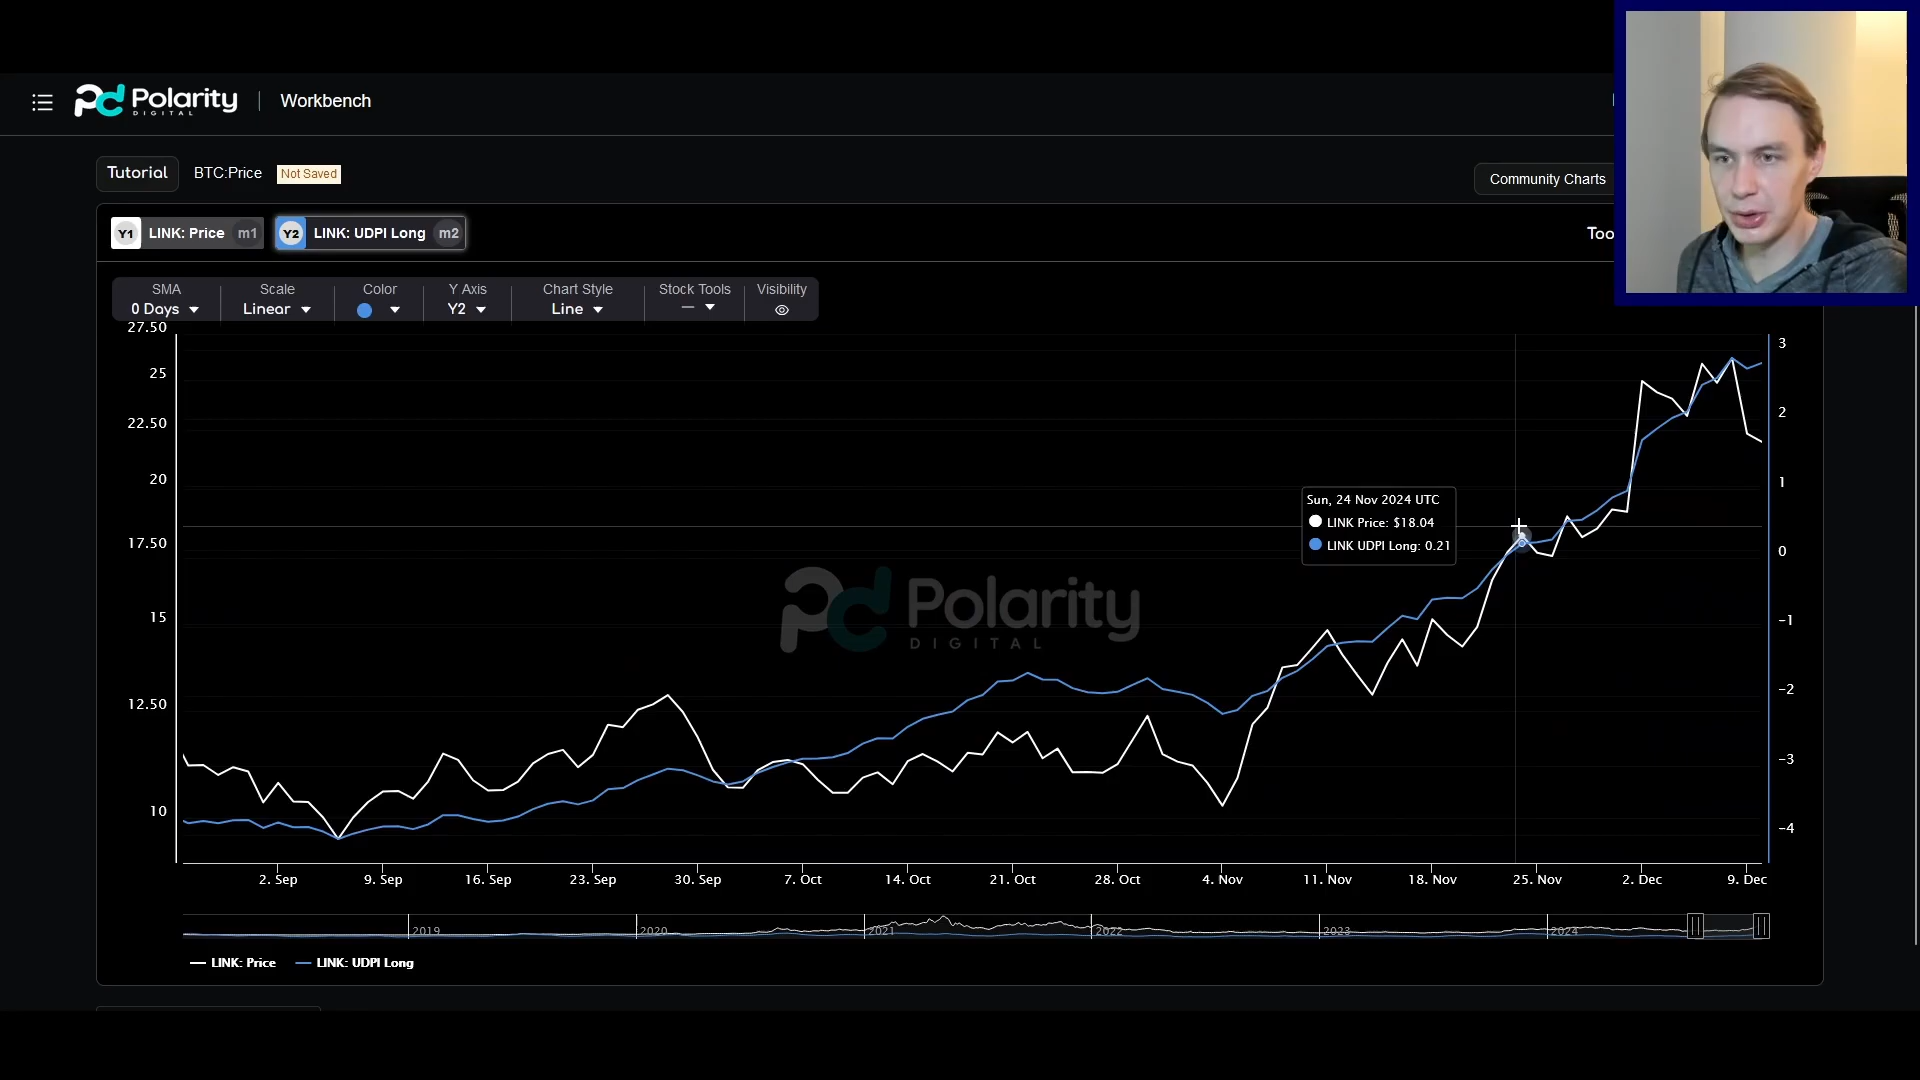 Polarity
DIGITAL
Workbench
Tutorial
BTC:Price
Not Saved
Community Charts
Y1 LINK: Price m1
Y2 LINK: UDPI Long m2
Too
SMA
0 Days
Scale
Linear
Color
Y Axis
Y2
Chart Style
Line
Stock Tools
—
Visibility
27.50
25
22.50
20
17.50
15
12.50
10
3
2
1
0
-1
-2
-3
-4
Sun, 24 Nov 2024 UTC
LINK Price: $18.04
LINK UDPI Long: 0.21
Polarity
DIGITAL
2. Sep
9. Sep
16. Sep
23. Sep
30. Sep
7. Oct
14. Oct
21. Oct
28. Oct
4. Nov
11. Nov
18. Nov
25. Nov
2. Dec
9. Dec
2019
2020
2021
2022
2023
2024
LINK: Price
LINK: UDPI Long